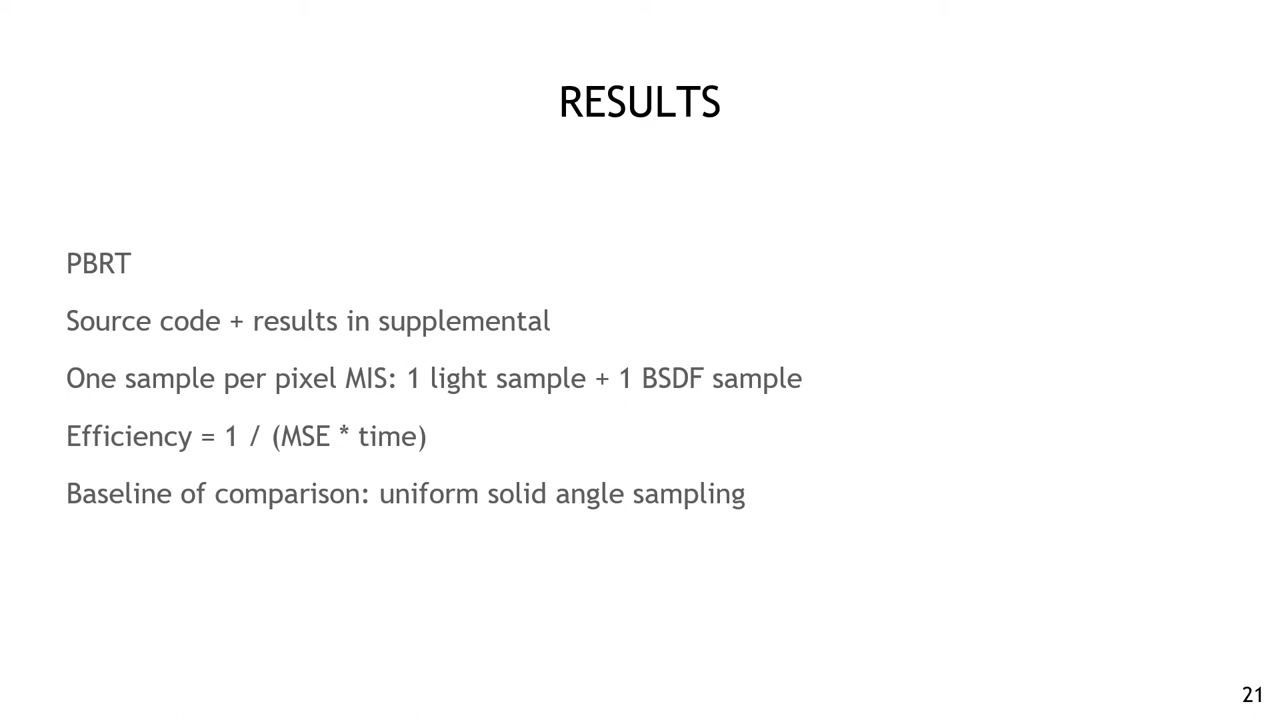 RESULTS
PBRT
Source code + results in supplemental
One sample per pixel MIS: 1 light sample + 1 BSDF sample
Efficiency = 1 / (MSE * time)
Baseline of comparison: uniform solid angle sampling
21